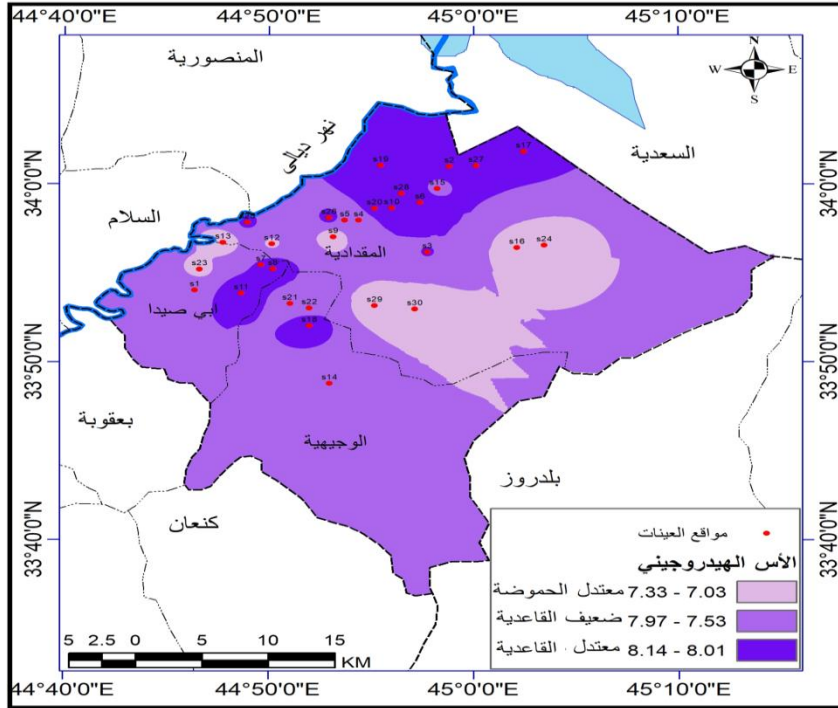 44°40'0"E 44°50'0"E 45°0'0"E 45°10'0"E
المنصورية
N
W E
S
نهر ديالى
السعدية
s17
s19 s2 s27
34°0'0"N 34°0'0"N
s15
s28
s6
السلام
s20 s10
s26 s5 s4
s9
s13 s12
المقدادية
s3
s16 s24
s23
s7
s8
s1
s11
ابي صيدا
s21 s22
s29 s30
s18
33°50'0"N 33°50'0"N
s14
بعقوبة
الوجيهية
بلدروز
كنعان
33°40'0"N 33°40'0"N
مواقع العينات
الأس الهيدروجيني
7.03 - 7.33 معتدل الحموضة
7.53 - 7.97 ضعيف القاعدية
8.01 - 8.14 معتدل القاعدية
5 2.5 0 5 10 15
KM
44°40'0"E 44°50'0"E 45°0'0"E 45°10'0"E